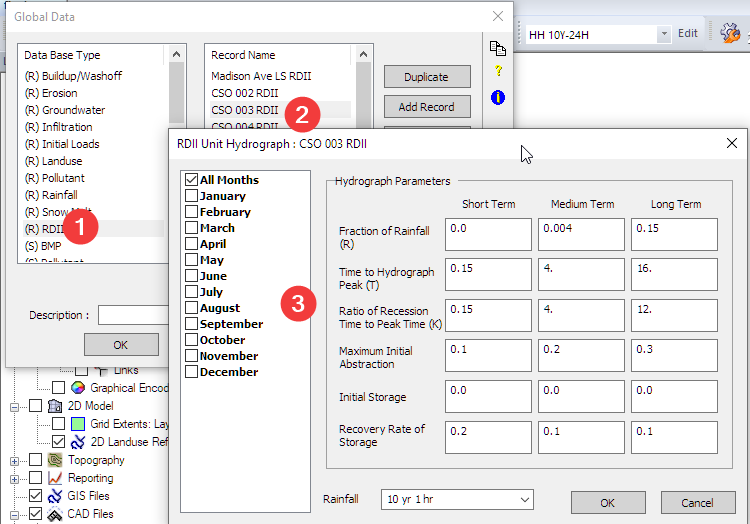 Global Data
HH 10Y-24H
Edit
Data Base Type
Record Name
(R) Buildup/Washoff
(R) Erosion
(R) Groundwater
(R) Infiltration
(R) Initial Loads
(R) Landuse
(R) Pollutant
(R) Rainfall
(R) Snow Melt
(R) RDII
(S) BMP
(S) Pollutant
Madison Ave LS RDII
CSO 002 RDII
CSO 003 RDII
CSO 004 RDII
Duplicate
Add Record
1
2
3
Description :
OK
RDII Unit Hydrograph : CSO 003 RDII
All Months
January
February
March
April
May
June
July
August
September
October
November
December
Hydrograph Parameters
Short Term Medium Term Long Term
Fraction of Rainfall
(R)
0.0 0.004 0.15
Time to Hydrograph
Peak (T)
0.15 4. 16.
Ratio of Recession
Time to Peak Time (K)
0.15 4. 12.
Maximum Initial
Abstraction
0.1 0.2 0.3
Initial Storage
0.0 0.0 0.0
Recovery Rate of
Storage
0.2 0.1 0.1
Rainfall
10 yr 1 hr
OK
Cancel
Links
Graphical Encod
2D Model
Grid Extents: Lay
2D Landuse Ref
Topography
Reporting
GIS Files
CAD Files